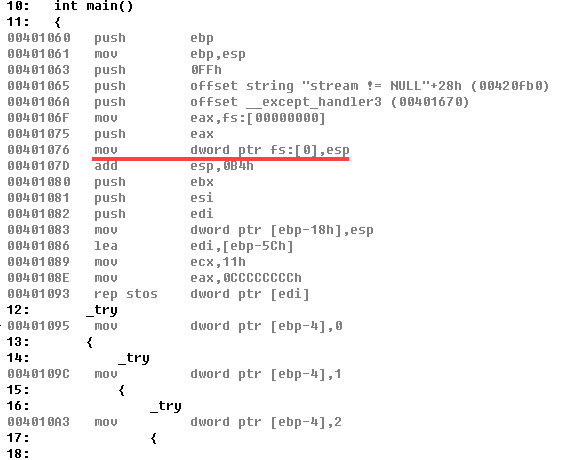 10: int main()
11: {
00401060 push ebp
00401061 mov ebp,esp
00401063 push 0FFh
00401065 push offset string "stream != NULL"+28h (00420fb0)
0040106A push offset __except_handler3 (00401670)
0040106F mov eax,fs:[00000000]
00401075 push eax
00401076 mov dword ptr fs:[0],esp
0040107D add esp,0B4h
00401080 push ebx
00401081 push esi
00401082 push edi
00401083 mov dword ptr [ebp-18h],esp
00401086 lea edi,[ebp-5Ch]
00401089 mov ecx,11h
0040108E mov eax,0CCCCCCCCh
00401093 rep stos dword ptr [edi]
12: _try
00401095 mov dword ptr [ebp-4],0
13: {
14: _try
0040109C mov dword ptr [ebp-4],1
15: {
16: _try
004010A3 mov dword ptr [ebp-4],2
17: {
18: